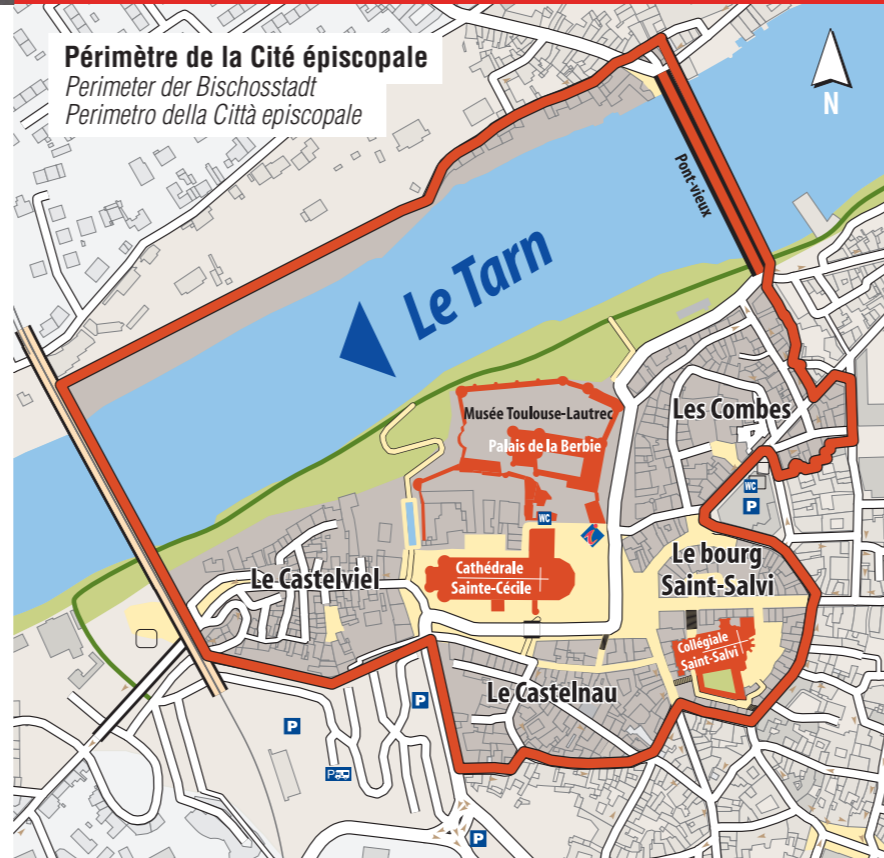 Périmètre de la Cité épiscopale
Perimeter der Bischosstadt
Perimetro della Città episcopale
N
Pont-vieux
Le Tarn
Musée Toulouse-Lautrec
Palais de la Berbie
Les Combes
WC
P
WC
i
Le bourg
Saint-Salvi
Le Castelviel
Cathédrale
Sainte-Cécile
Collégiale
Saint-Salvi
Le Castelnau
P
P
P
P